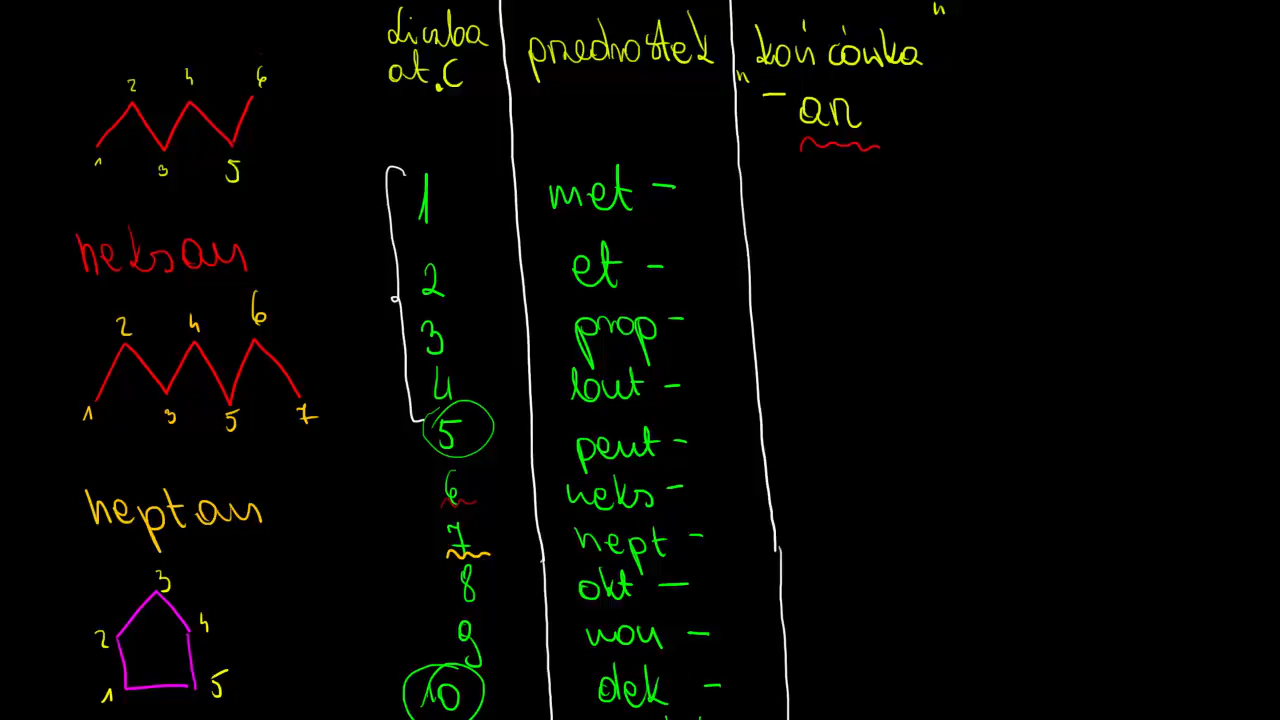 Liczba
at. C
przedrostek
"końcówka"
- an
2 4 6
1 3 5
heksan
2 4 6
1 3 5 7
heptan
3
2 4
1 5
1 met -
2 et -
3 prop -
4 but -
5 pent -
6 heks -
7 hept -
8 okt -
9 non -
10 dek -